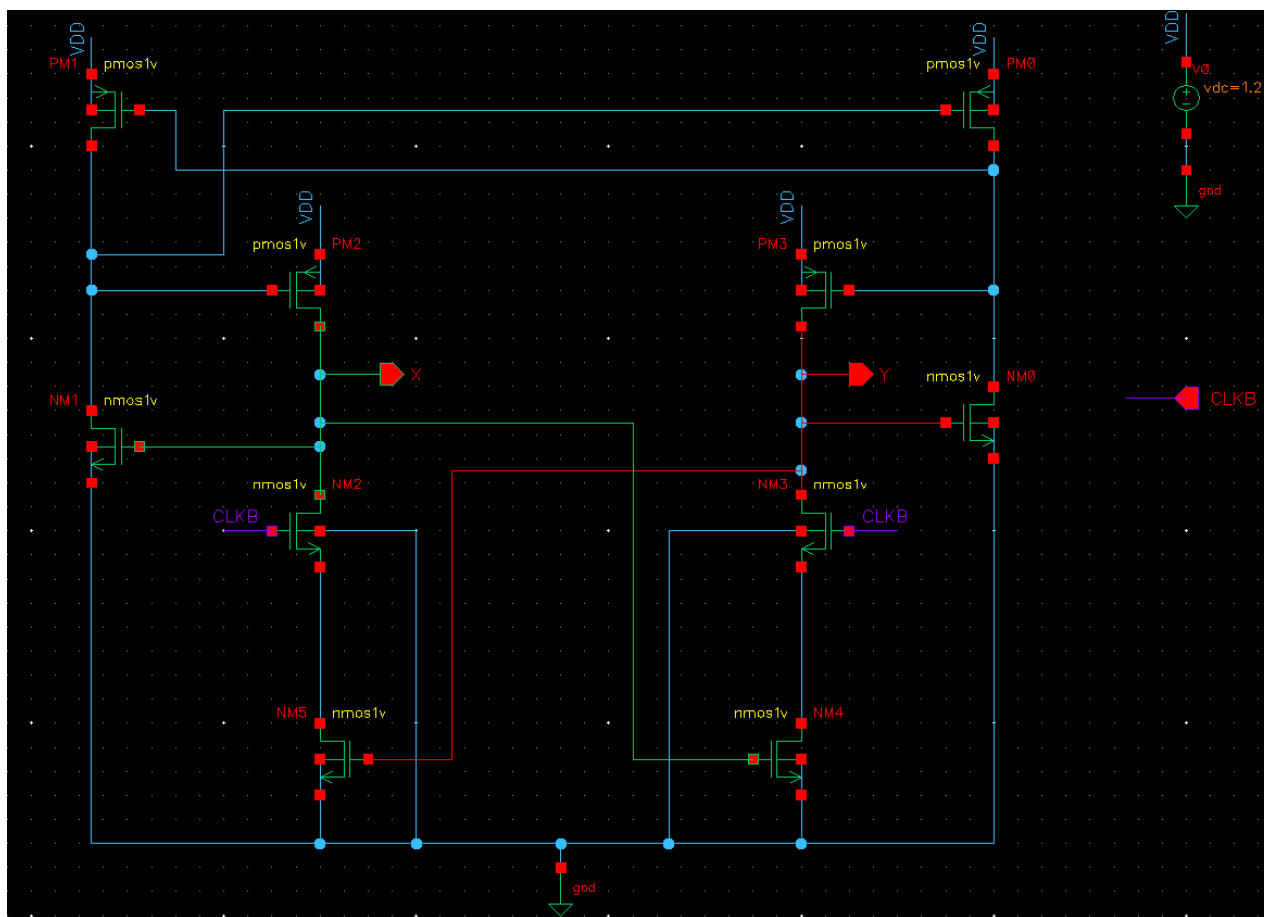 VDD
VDD
VDD
PM1 pmos1v
pmos1v PM0
V0
vdc=1.2
gnd
VDD
VDD
pmos1v PM2
PM3 pmos1v
X
Y
NM1 nmos1v
nmos1v NM0
CLKB
nmos1v NM2
NM3 nmos1v
CLKB
CLKB
NM5 nmos1v
nmos1v NM4
gnd